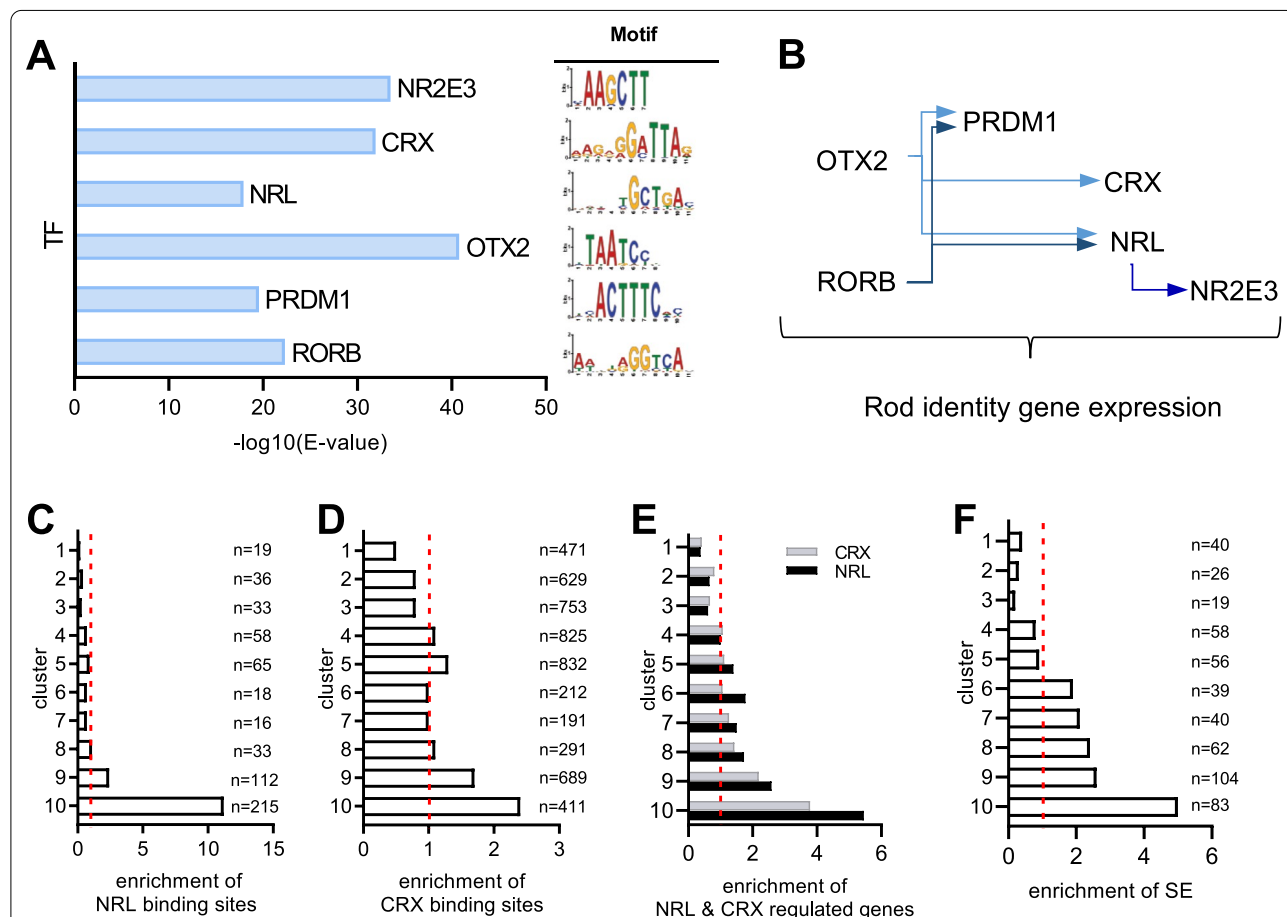 A
Motif
NR2E3
CRX
NRL
OTX2
PRDM1
RORB
TF
0 10 20 30 40 50
-log10(E-value)
B
OTX2
RORB
PRDM1
CRX
NRL
NR2E3
Rod identity gene expression
C
cluster
1 n=19
2 n=36
3 n=33
4 n=58
5 n=65
6 n=18
7 n=16
8 n=33
9 n=112
10 n=215
0 5 10 15
enrichment of
NRL binding sites
D
1 n=471
2 n=629
3 n=753
4 n=825
5 n=832
6 n=212
7 n=191
8 n=291
9 n=689
10 n=411
cluster
0 1 2 3
enrichment of
CRX binding sites
E
CRX
NRL
1
2
3
4
5
6
7
8
9
10
cluster
0 2 4 6
enrichment of
NRL & CRX regulated genes
F
1 n=40
2 n=26
3 n=19
4 n=58
5 n=56
6 n=39
7 n=40
8 n=62
9 n=104
10 n=83
cluster
0 2 4 6
enrichment of SE